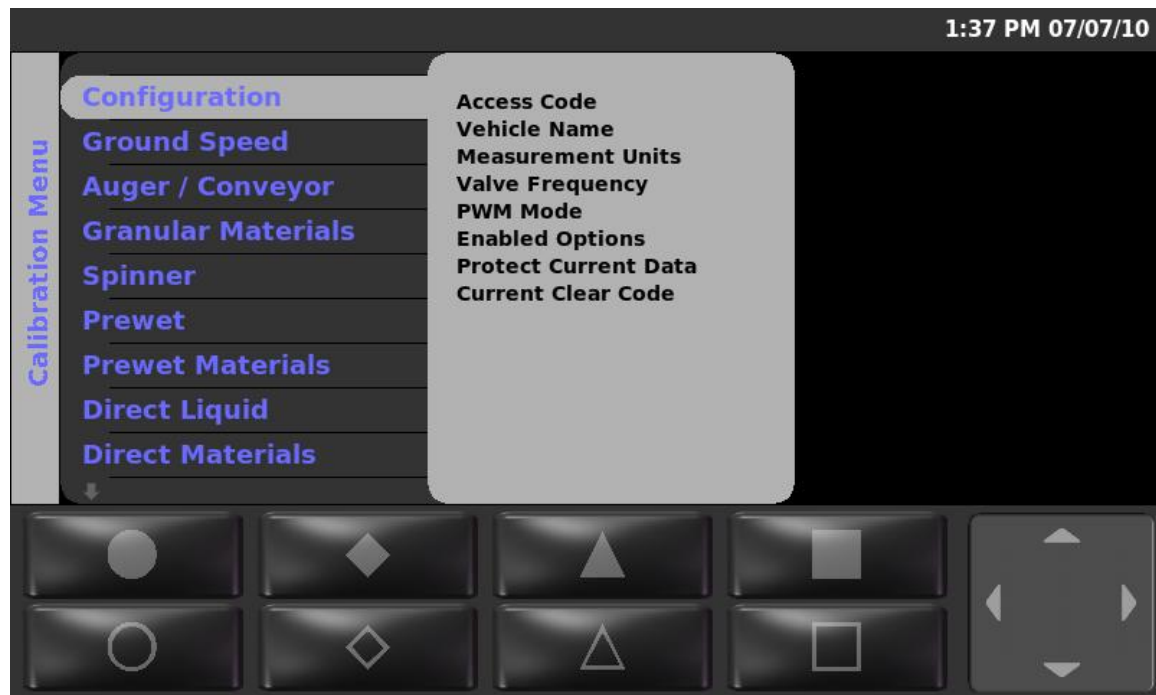 1:37 PM 07/07/10
Calibration Menu
Configuration
Ground Speed
Auger / Conveyor
Granular Materials
Spinner
Prewet
Prewet Materials
Direct Liquid
Direct Materials
Access Code
Vehicle Name
Measurement Units
Valve Frequency
PWM Mode
Enabled Options
Protect Current Data
Current Clear Code